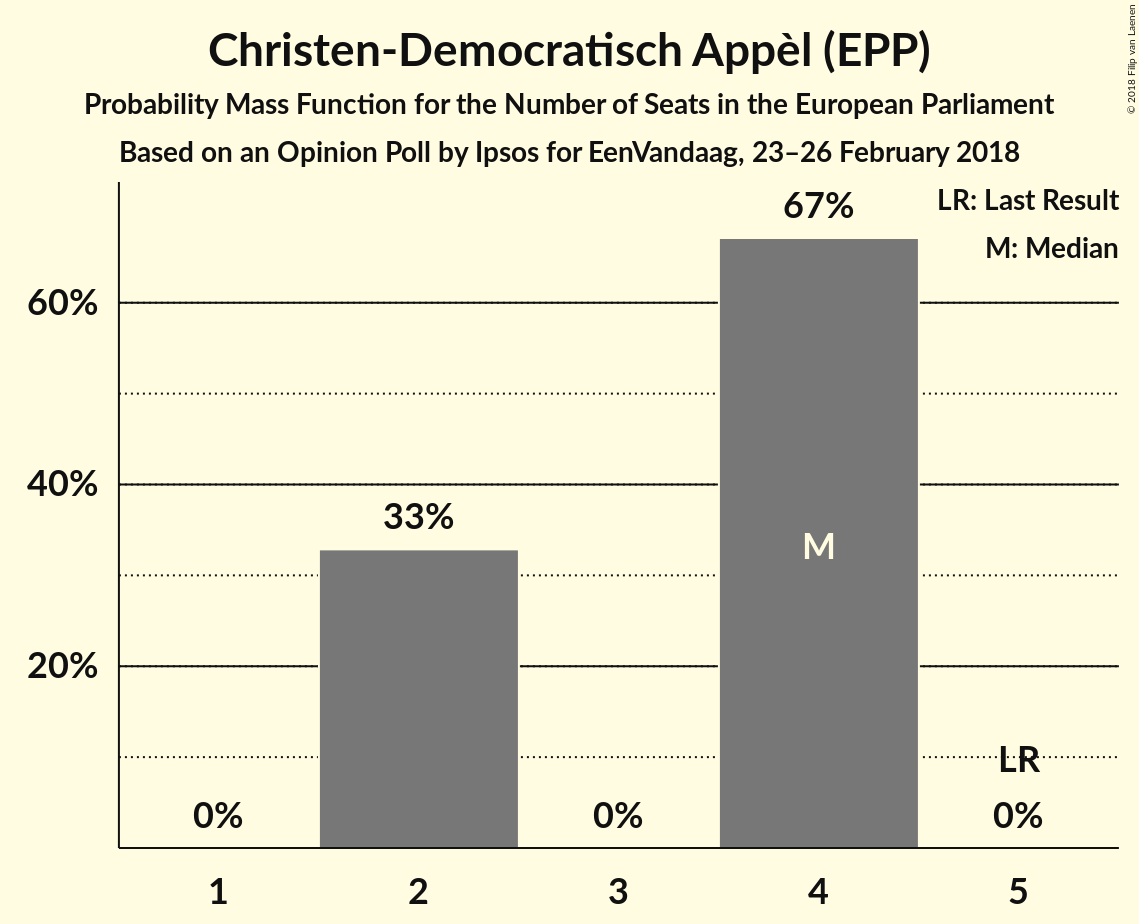 Christen-Democratisch Appèl (EPP)
Probability Mass Function for the Number of Seats in the European Parliament
Based on an Opinion Poll by Ipsos for EenVandaag, 23–26 February 2018
© 2018 Filip van Laenen
LR: Last Result
M: Median
67%
60%
40%
33%
M
20%
LR
0%
0%
0%
1 2 3 4 5